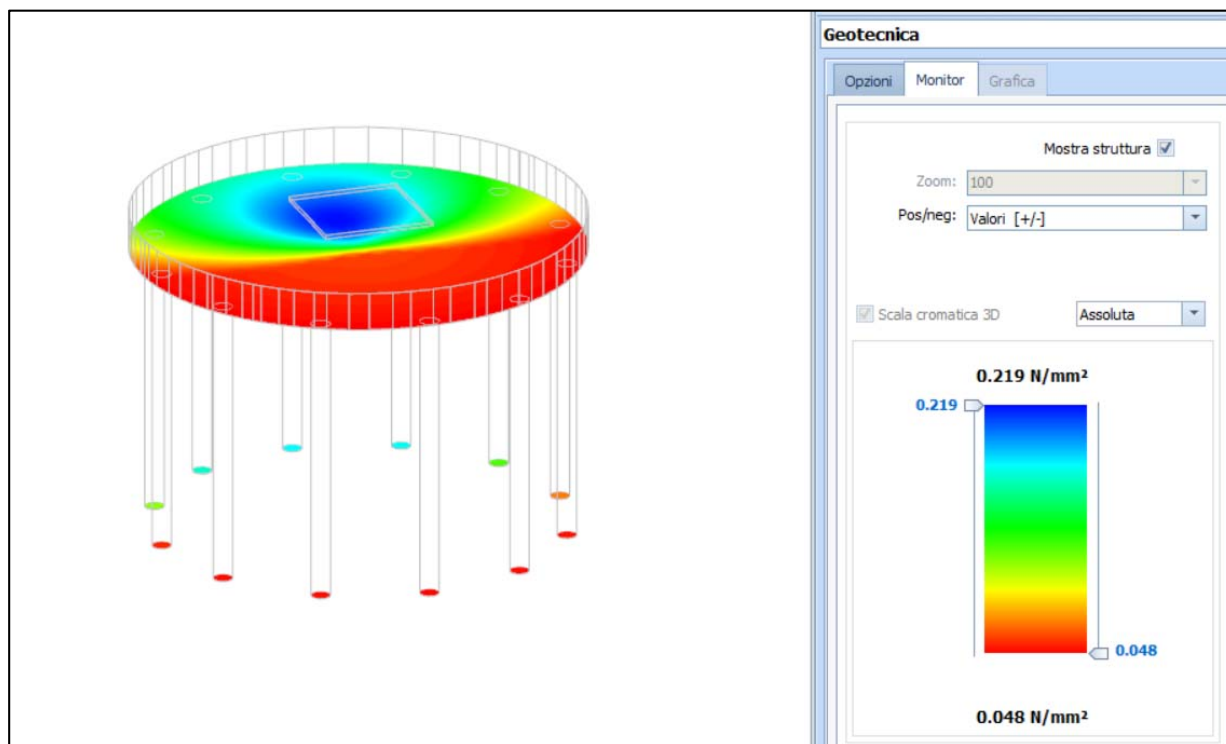 Geotecnica
Opzioni Monitor Grafica
Mostra struttura
Zoom: 100
Pos/neg: Valori [+/-]
Scala cromatica 3D Assoluta
0.219 N/mm²
0.219
0.048
0.048 N/mm²